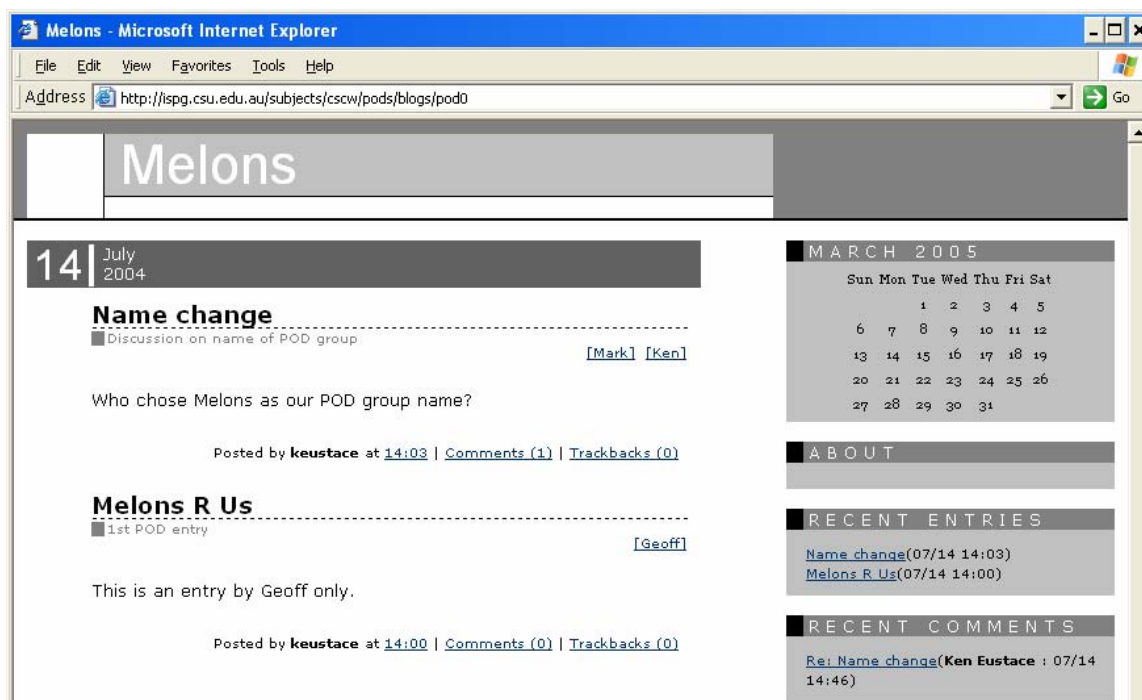 Melons - Microsoft Internet Explorer
File Edit View Favorites Tools Help
Address http://ispg.csu.edu.au/subjects/cscw/pods/blogs/pod0 Go
Melons
14 July
2004
Name change
Discussion on name of POD group
[Mark] [Ken]
Who chose Melons as our POD group name?
Posted by keustace at 14:03 | Comments (1) | Trackbacks (0)
Melons R Us
1st POD entry
[Geoff]
This is an entry by Geoff only.
Posted by keustace at 14:00 | Comments (0) | Trackbacks (0)
MARCH 2005
Sun Mon Tue Wed Thu Fri Sat
1 2 3 4 5
6 7 8 9 10 11 12
13 14 15 16 17 18 19
20 21 22 23 24 25 26
27 28 29 30 31
ABOUT
RECENT ENTRIES
Name change(07/14 14:03)
Melons R Us(07/14 14:00)
RECENT COMMENTS
Re: Name change(Ken Eustace : 07/14
14:46)